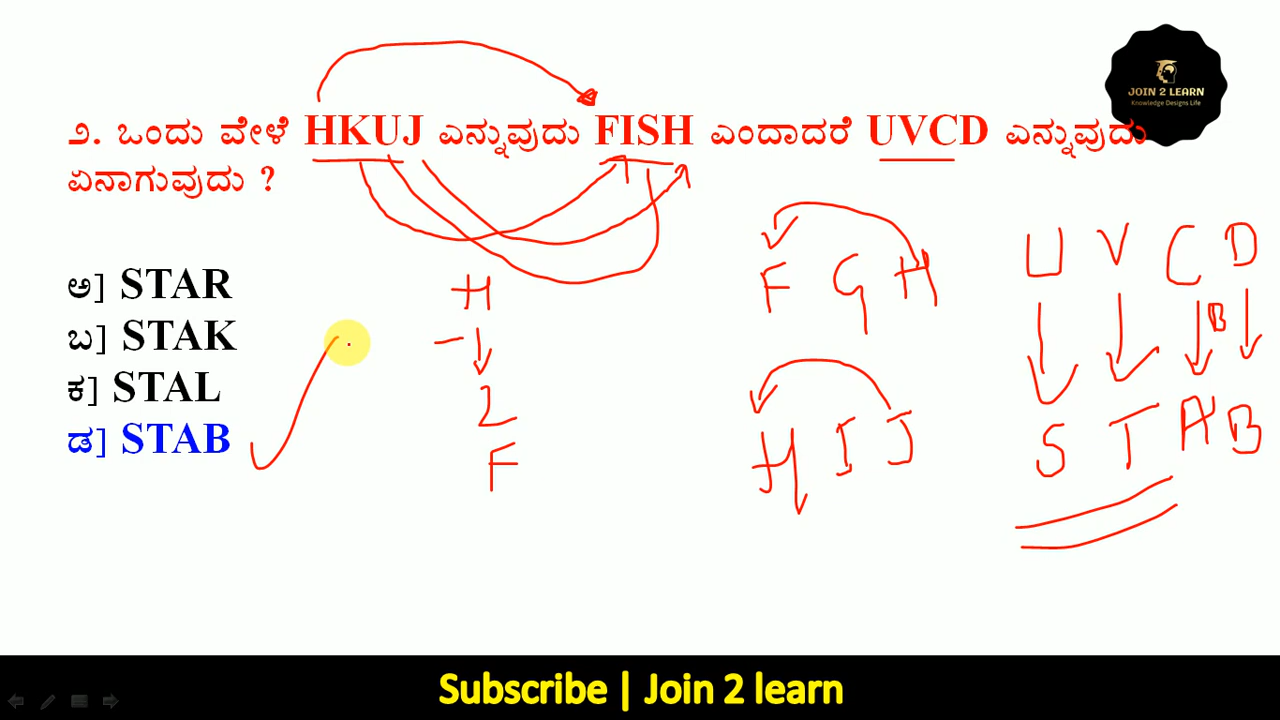 JOIN 2 LEARN
Knowledge Designs Life
೨. ಒಂದು ವೇಳೆ HKUJ ಎನ್ನುವುದು FISH ಎಂದಾದರೆ UVCD ಎನ್ನುವುದು
ಏನಾಗುವುದು ?
ಅ] STAR
ಬ] STAK
ಕ] STAL
ಡ] STAB
H
2
F
F G H
H I J
U V C D
B
S T A B
Subscribe | Join 2 learn